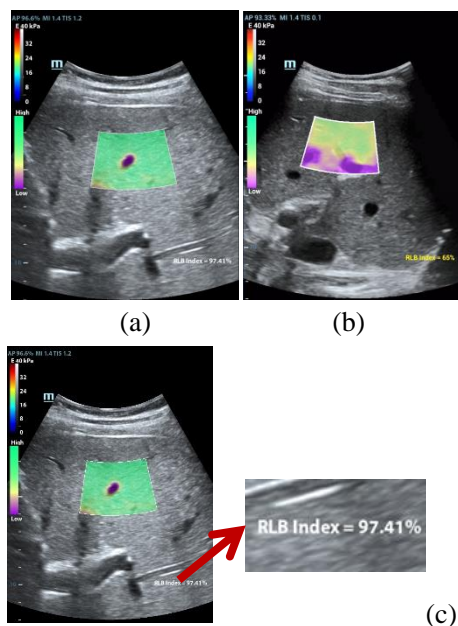 AP 96.6% MI 1.4 TIS 1.2
E 40 kPa
32
24
16
8
0
High
Low
m
RLB Index = 97.41%
(a)
AP 93.33% MI 1.4 TIS 0.1
E 40 kPa
32
24
16
8
0
High
Low
m
RLB Index = 65%
(b)
AP 96.6% MI 1.4 TIS 1.2
E 40 kPa
32
24
16
8
0
High
Low
m
RLB Index = 97.41%
RLB Index = 97.41%
(c)